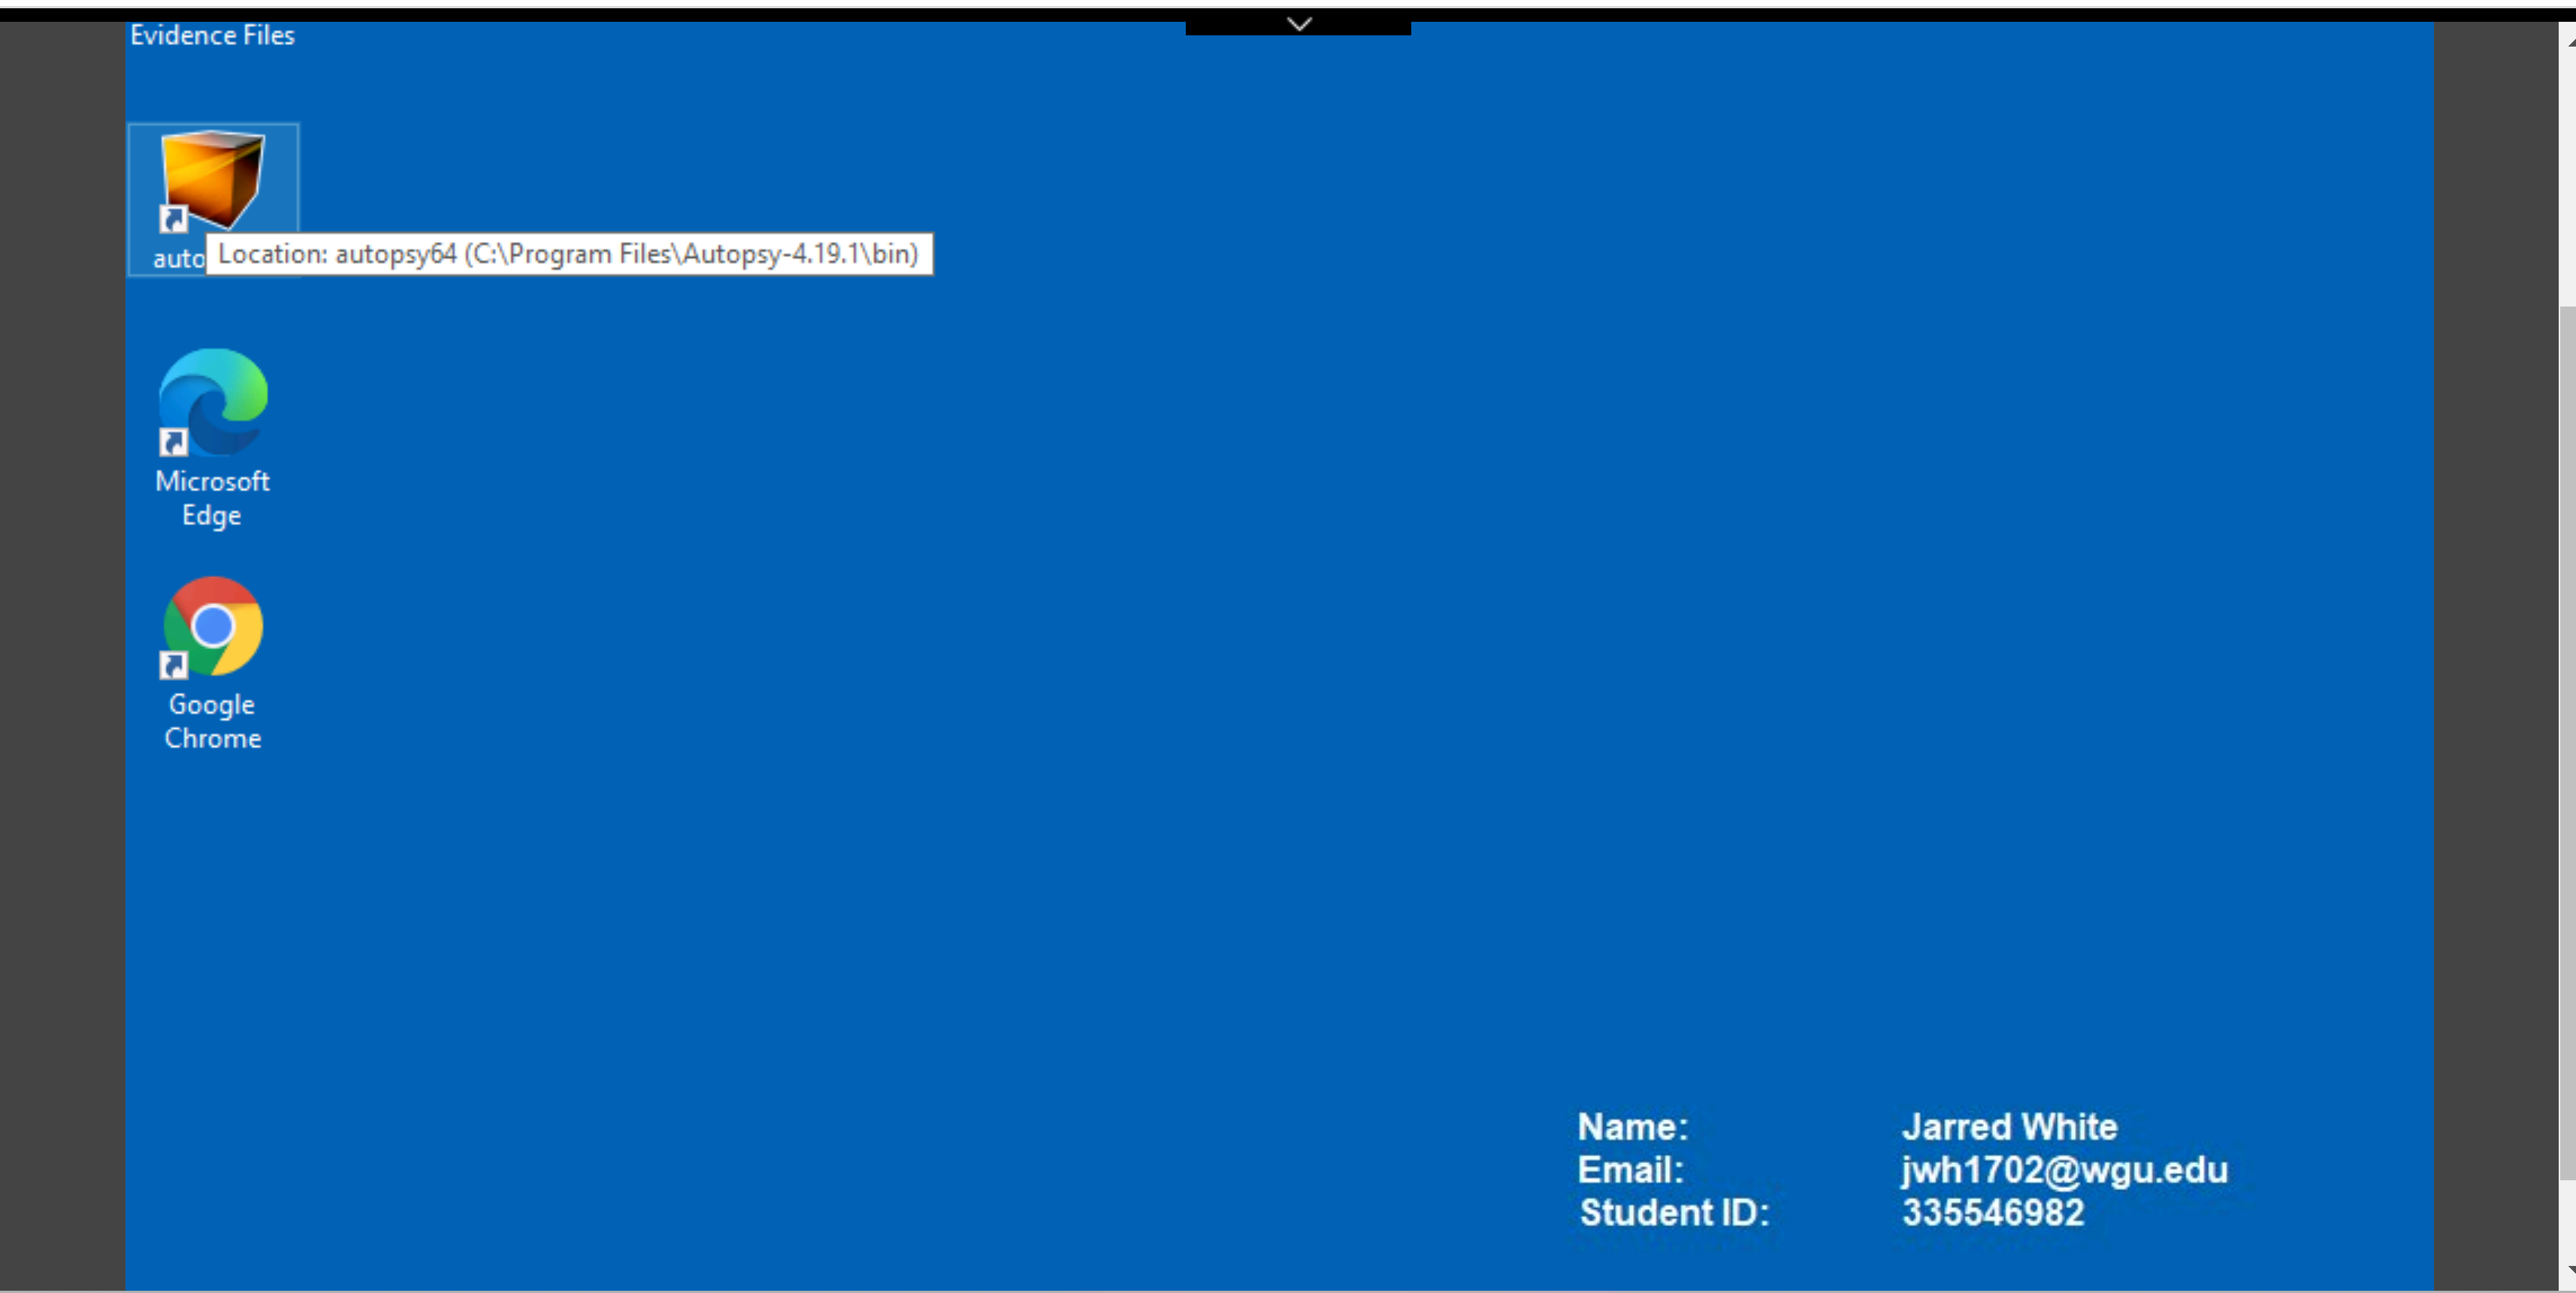 Evidence Files
auto
Location: autopsy64 (C:\Program Files\Autopsy-4.19.1\bin)
Microsoft
Edge
Google
Chrome
Name: Jarred White
Email: jwh1702@wgu.edu
Student ID: 335546982